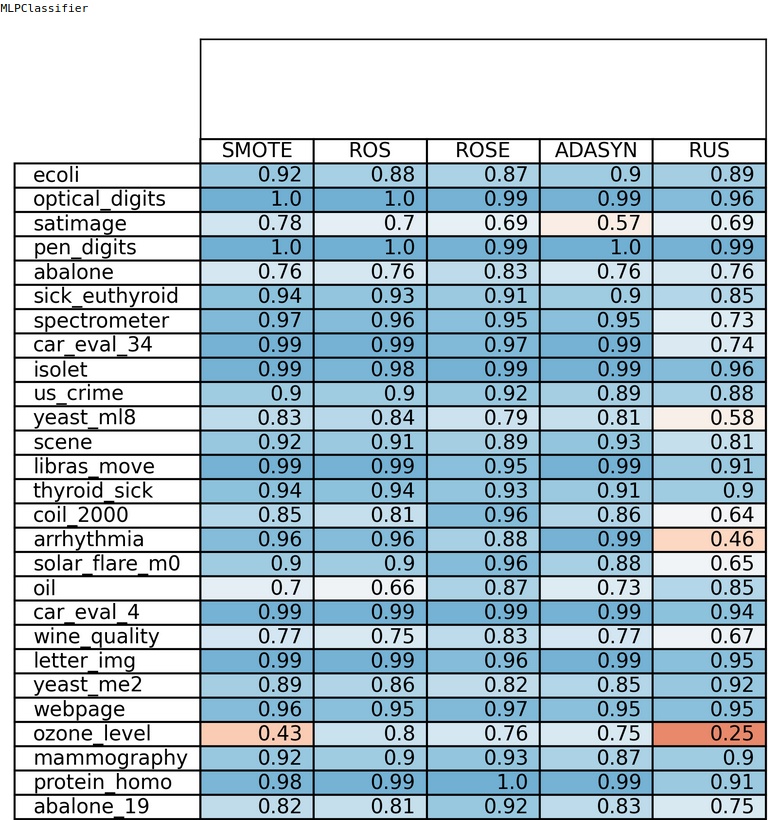 MLPClassifier
SMOTE ROS ROSE ADASYN RUS
ecoli 0.92 0.88 0.87 0.9 0.89
optical_digits 1.0 1.0 0.99 0.99 0.96
satimage 0.78 0.7 0.69 0.57 0.69
pen_digits 1.0 1.0 0.99 1.0 0.99
abalone 0.76 0.76 0.83 0.76 0.76
sick_euthyroid 0.94 0.93 0.91 0.9 0.85
spectrometer 0.97 0.96 0.95 0.95 0.73
car_eval_34 0.99 0.99 0.97 0.99 0.74
isolet 0.99 0.98 0.99 0.99 0.96
us_crime 0.9 0.9 0.92 0.89 0.88
yeast_ml8 0.83 0.84 0.79 0.81 0.58
scene 0.92 0.91 0.89 0.93 0.81
libras_move 0.99 0.99 0.95 0.99 0.91
thyroid_sick 0.94 0.94 0.93 0.91 0.9
coil_2000 0.85 0.81 0.96 0.86 0.64
arrhythmia 0.96 0.96 0.88 0.99 0.46
solar_flare_m0 0.9 0.9 0.96 0.88 0.65
oil 0.7 0.66 0.87 0.73 0.85
car_eval_4 0.99 0.99 0.99 0.99 0.94
wine_quality 0.77 0.75 0.83 0.77 0.67
letter_img 0.99 0.99 0.96 0.99 0.95
yeast_me2 0.89 0.86 0.82 0.85 0.92
webpage 0.96 0.95 0.97 0.95 0.95
ozone_level 0.43 0.8 0.76 0.75 0.25
mammography 0.92 0.9 0.93 0.87 0.9
protein_homo 0.98 0.99 1.0 0.99 0.91
abalone_19 0.82 0.81 0.92 0.83 0.75